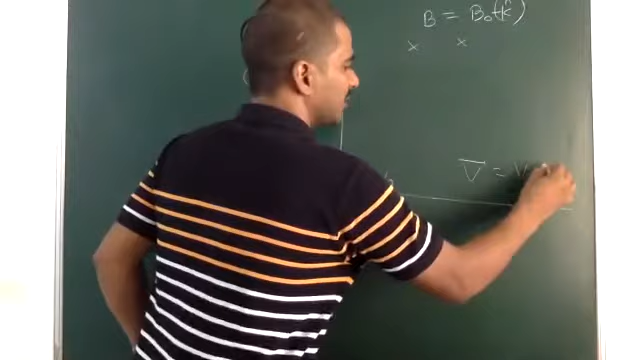 B = B₀(-k̂)
x x
V̅ = V